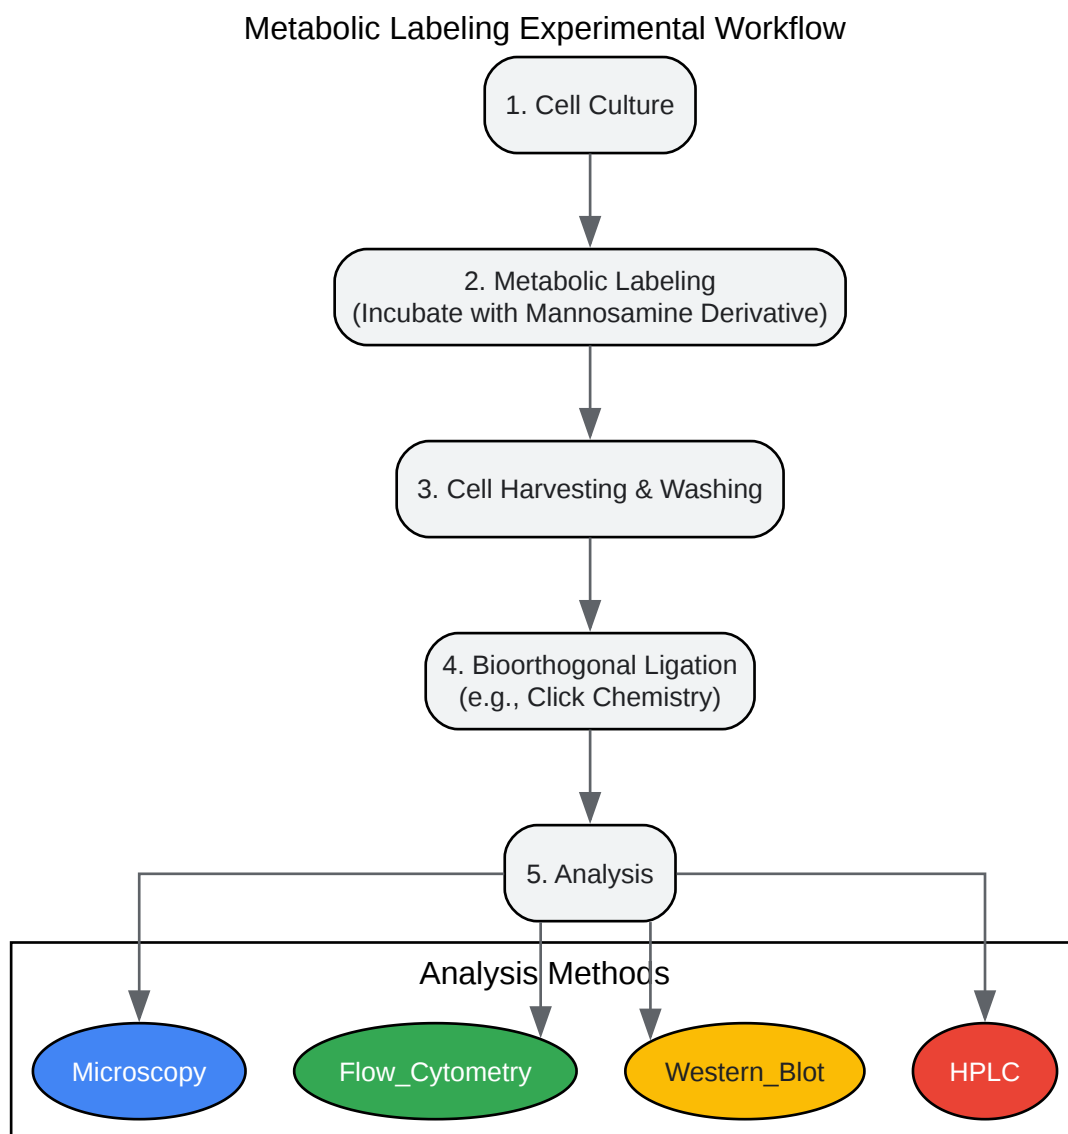 Metabolic Labeling Experimental Workflow
1. Cell Culture
2. Metabolic Labeling
(Incubate with Mannosamine Derivative)
3. Cell Harvesting & Washing
4. Bioorthogonal Ligation
(e.g., Click Chemistry)
5. Analysis
Analysis Methods
Microscopy
Flow_Cytometry
Western_Blot
HPLC